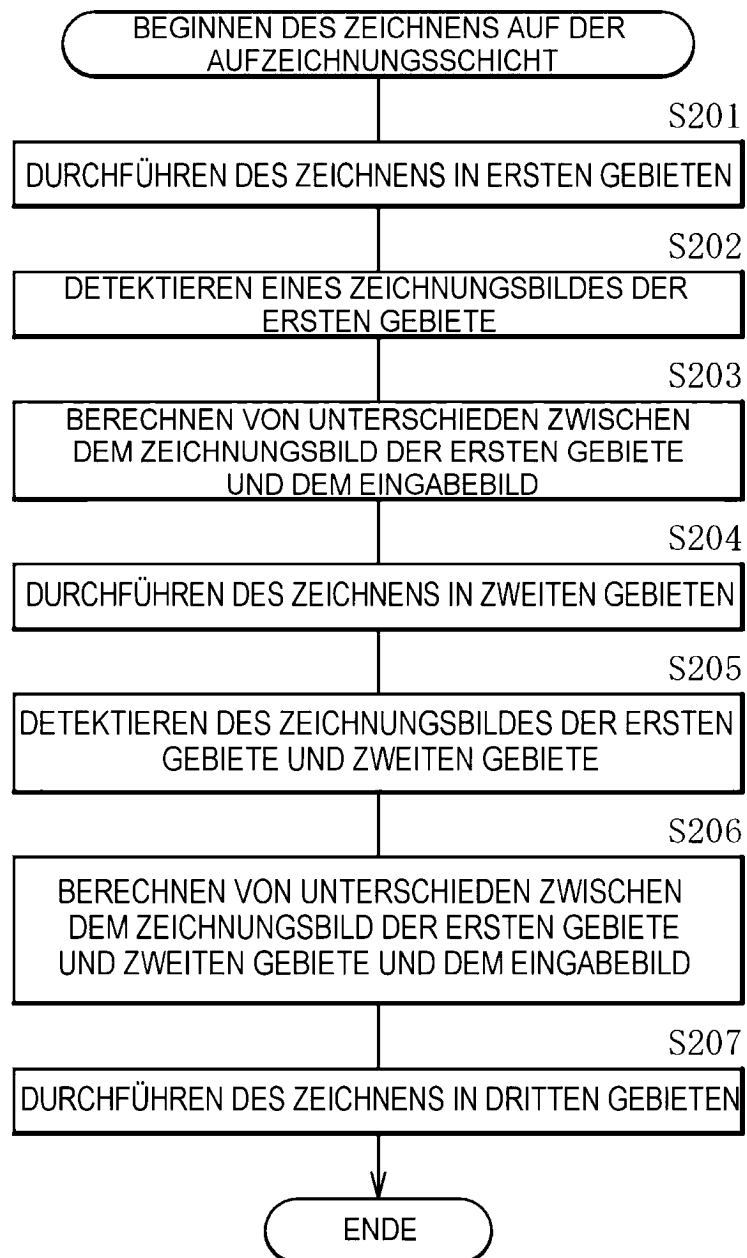 BEGINNEN DES ZEICHNENS AUF DER
AUFZEICHNUNGSSCHICHT
S201
DURCHFÜHREN DES ZEICHNENS IN ERSTEN GEBIETEN
S202
DETEKTIEREN EINES ZEICHNUNGSBILDES DER
ERSTEN GEBIETE
S203
BERECHNEN VON UNTERSCHIEDEN ZWISCHEN
DEM ZEICHNUNGSBILD DER ERSTEN GEBIETE
UND DEM EINGABEBILD
S204
DURCHFÜHREN DES ZEICHNENS IN ZWEITEN GEBIETEN
S205
DETEKTIEREN DES ZEICHNUNGSBILDES DER ERSTEN
GEBIETE UND ZWEITEN GEBIETE
S206
BERECHNEN VON UNTERSCHIEDEN ZWISCHEN
DEM ZEICHNUNGSBILD DER ERSTEN GEBIETE
UND ZWEITEN GEBIETE UND DEM EINGABEBILD
S207
DURCHFÜHREN DES ZEICHNENS IN DRITTEN GEBIETEN
ENDE